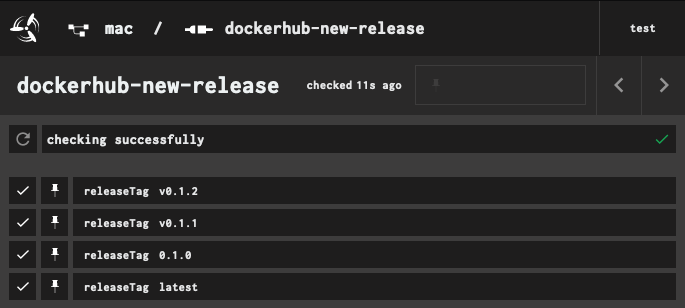 mac / dockerhub-new-release test
dockerhub-new-release checked 11s ago
checking successfully
releaseTag v0.1.2
releaseTag v0.1.1
releaseTag 0.1.0
releaseTag latest